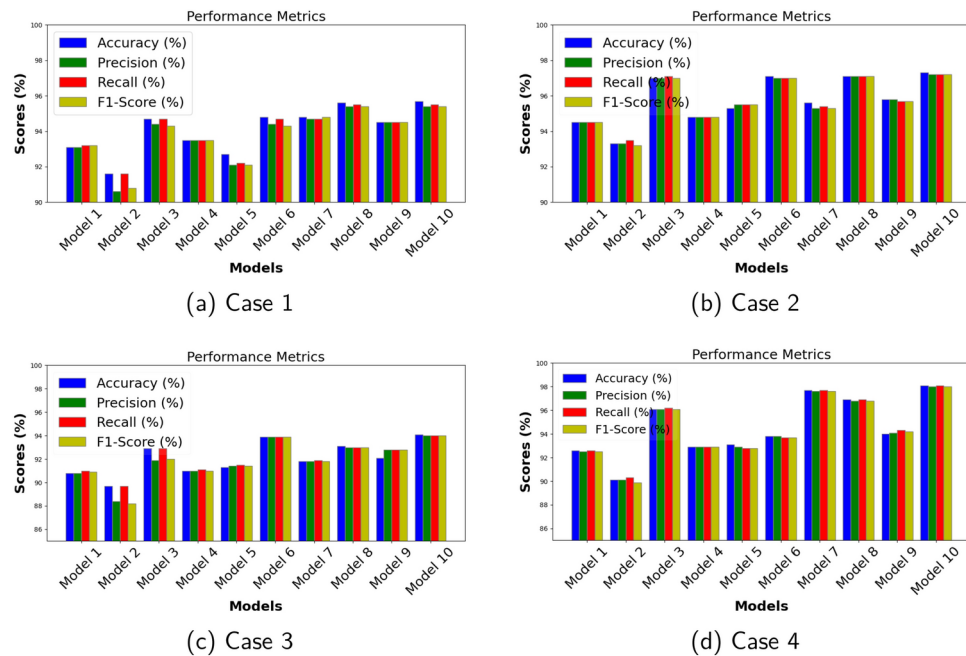 Performance Metrics
100
98
96
94
92
90
Scores (%)
Accuracy (%)
Precision (%)
Recall (%)
F1-Score (%)
Model 1
Model 2
Model 3
Model 4
Model 5
Model 6
Model 7
Model 8
Model 9
Model 10
Models
(a) Case 1
Performance Metrics
100
98
96
94
92
90
Scores (%)
Accuracy (%)
Precision (%)
Recall (%)
F1-Score (%)
Model 1
Model 2
Model 3
Model 4
Model 5
Model 6
Model 7
Model 8
Model 9
Model 10
Models
(b) Case 2
Performance Metrics
100
98
96
94
92
90
88
86
Scores (%)
Accuracy (%)
Precision (%)
Recall (%)
F1-Score (%)
Model 1
Model 2
Model 3
Model 4
Model 5
Model 6
Model 7
Model 8
Model 9
Model 10
Models
(c) Case 3
Performance Metrics
100
98
96
94
92
90
88
86
Scores (%)
Accuracy (%)
Precision (%)
Recall (%)
F1-Score (%)
Model 1
Model 2
Model 3
Model 4
Model 5
Model 6
Model 7
Model 8
Model 9
Model 10
Models
(d) Case 4